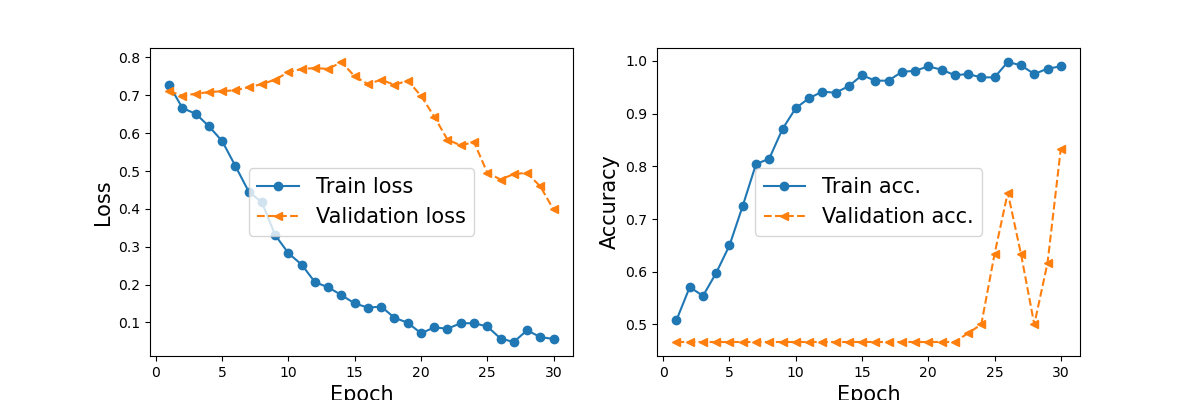 0.8
0.7
0.6
0.5
0.4
0.3
0.2
0.1
Loss
Train loss
Validation loss
0 5 10 15 20 25 30
Epoch
1.0
0.9
0.8
0.7
0.6
0.5
Accuracy
Train acc.
Validation acc.
0 5 10 15 20 25 30
Epoch